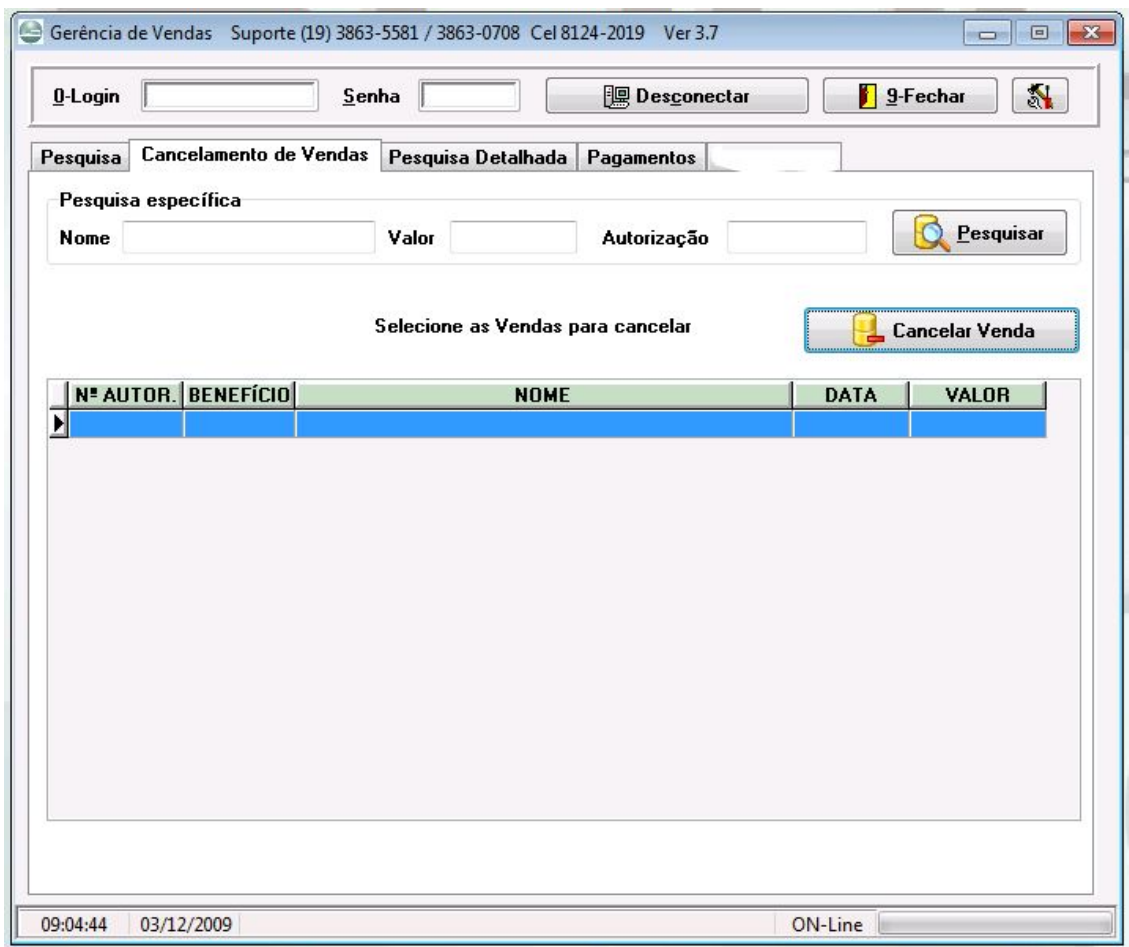 Gerência de Vendas Suporte (19) 3863-5581 / 3863-0708 Cel 8124-2019 Ver 3.7
0-Login Senha Desconectar 9-Fechar
Pesquisa Cancelamento de Vendas Pesquisa Detalhada Pagamentos
Pesquisa específica
Nome Valor Autorização Pesquisar
Selecione as Vendas para cancelar Cancelar Venda
Nº AUTOR. BENEFÍCIO NOME DATA VALOR
09:04:44 03/12/2009 ON-Line